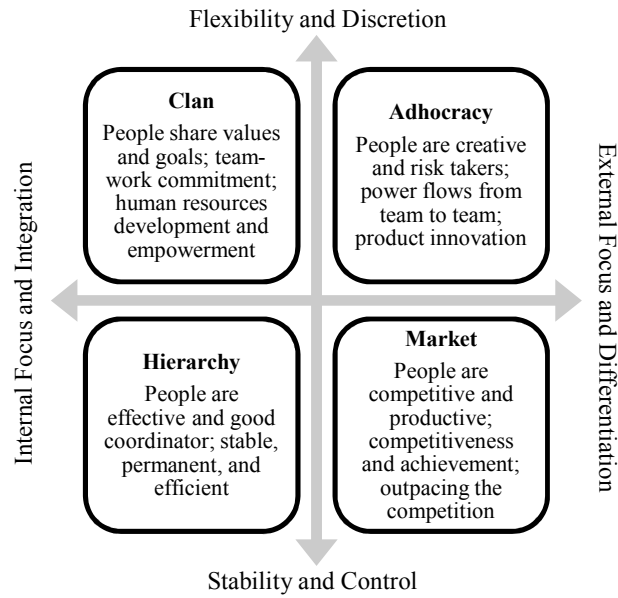 Flexibility and Discretion
Clan
People share values
and goals; team-
work commitment;
human resources
development and
empowerment
Adhocracy
People are creative
and risk takers;
power flows from
team to team;
product innovation
Internal Focus and Integration
External Focus and Differentiation
Hierarchy
People are
effective and good
coordinator; stable,
permanent, and
efficient
Market
People are
competitive and
productive;
competitiveness
and achievement;
outpacing the
competition
Stability and Control